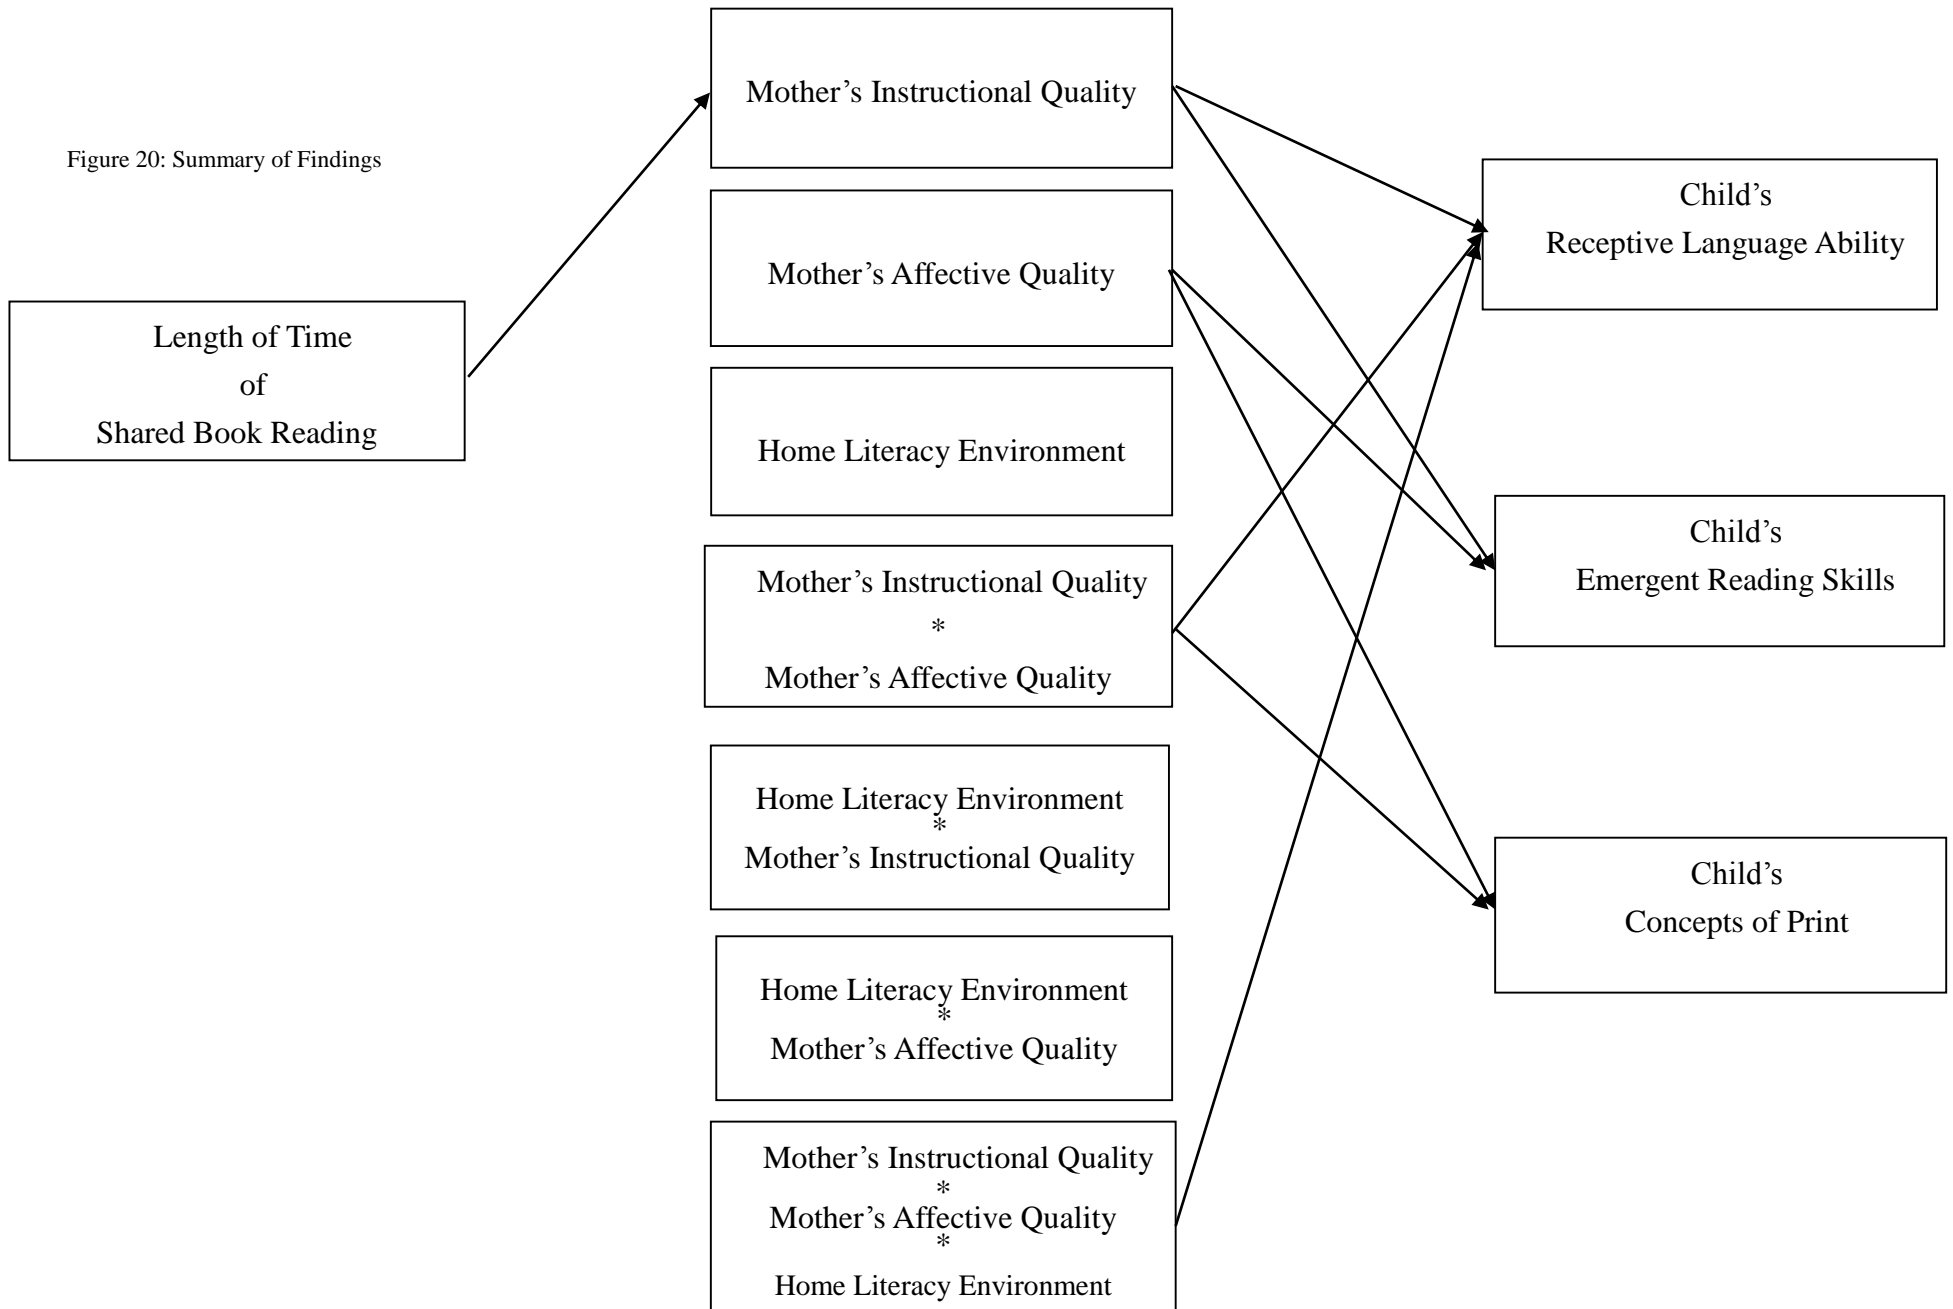 Figure 20: Summary of Findings
Length of Time
of
Shared Book Reading
Mother’s Instructional Quality
Mother’s Affective Quality
Home Literacy Environment
Mother’s Instructional Quality
*
Mother’s Affective Quality
Home Literacy Environment
*
Mother’s Instructional Quality
Home Literacy Environment
*
Mother’s Affective Quality
Mother’s Instructional Quality
*
Mother’s Affective Quality
*
Home Literacy Environment
Child’s
Receptive Language Ability
Child’s
Emergent Reading Skills
Child’s
Concepts of Print